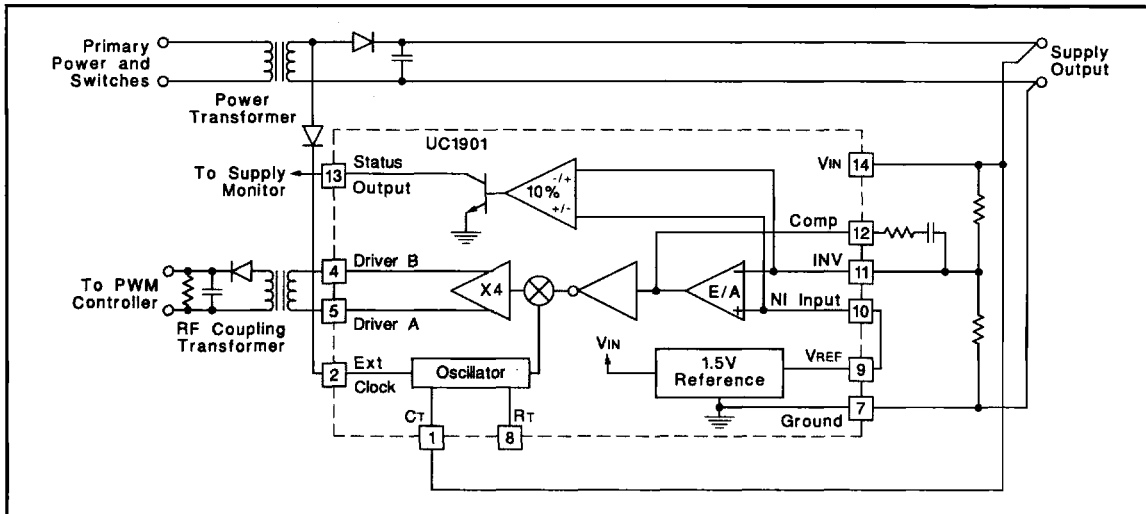 Primary
Power and
Switches
Supply
Output
Power
Transformer
UC1901
To Supply
Monitor
13
Status
Output
10%
-/+
+/-
VIN
14
Comp
12
4
Driver B
INV
11
To PWM
Controller
X4
E/A
NI Input
10
5
Driver A
RF Coupling
Transformer
VIN
1.5V
Reference
VREF
9
2
Ext
Clock
Oscillator
Ground
7
CT
RT
1
8